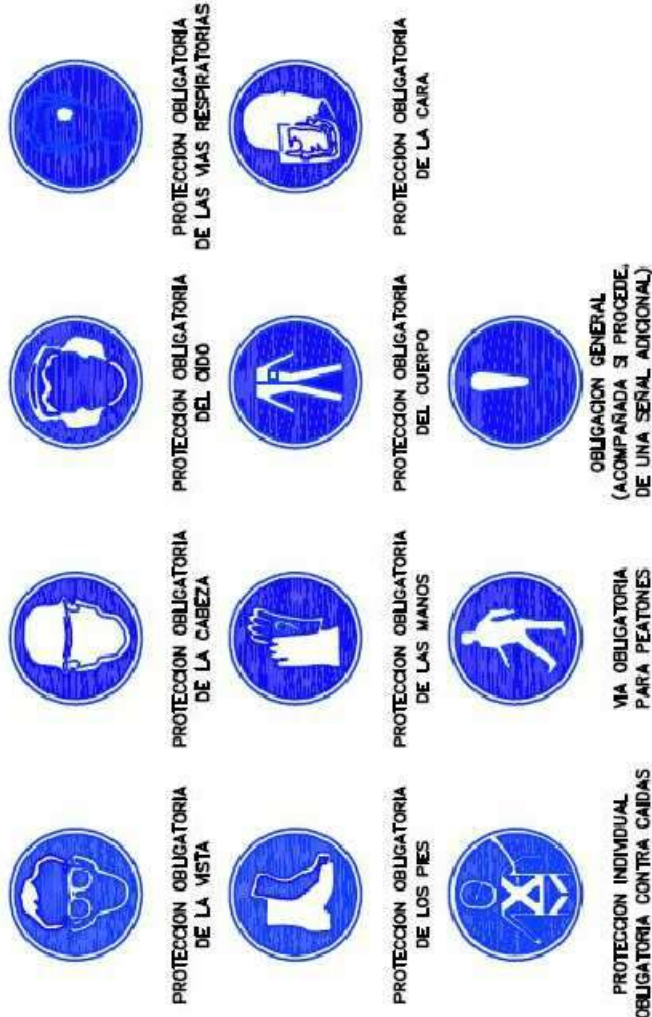 PROTECCION OBLIGATORIA
DE LA VISTA
PROTECCION OBLIGATORIA
DE LA CABEZA
PROTECCION OBLIGATORIA
DEL OIDO
PROTECCION OBLIGATORIA
DE LAS VIAS RESPIRATORIAS
PROTECCION OBLIGATORIA
DE LOS PIES
PROTECCION OBLIGATORIA
DE LAS MANOS
PROTECCION OBLIGATORIA
DEL CUERPO
PROTECCION OBLIGATORIA
DE LA CARA
PROTECCION INDIVIDUAL
OBLIGATORIA CONTRA CAIDAS
VIA OBLIGATORIA
PARA PEATONES
OBLIGACION GENERAL
(ACOMPAÑADA SI PROCEDE,
DE UNA SEÑAL ADICIONAL)